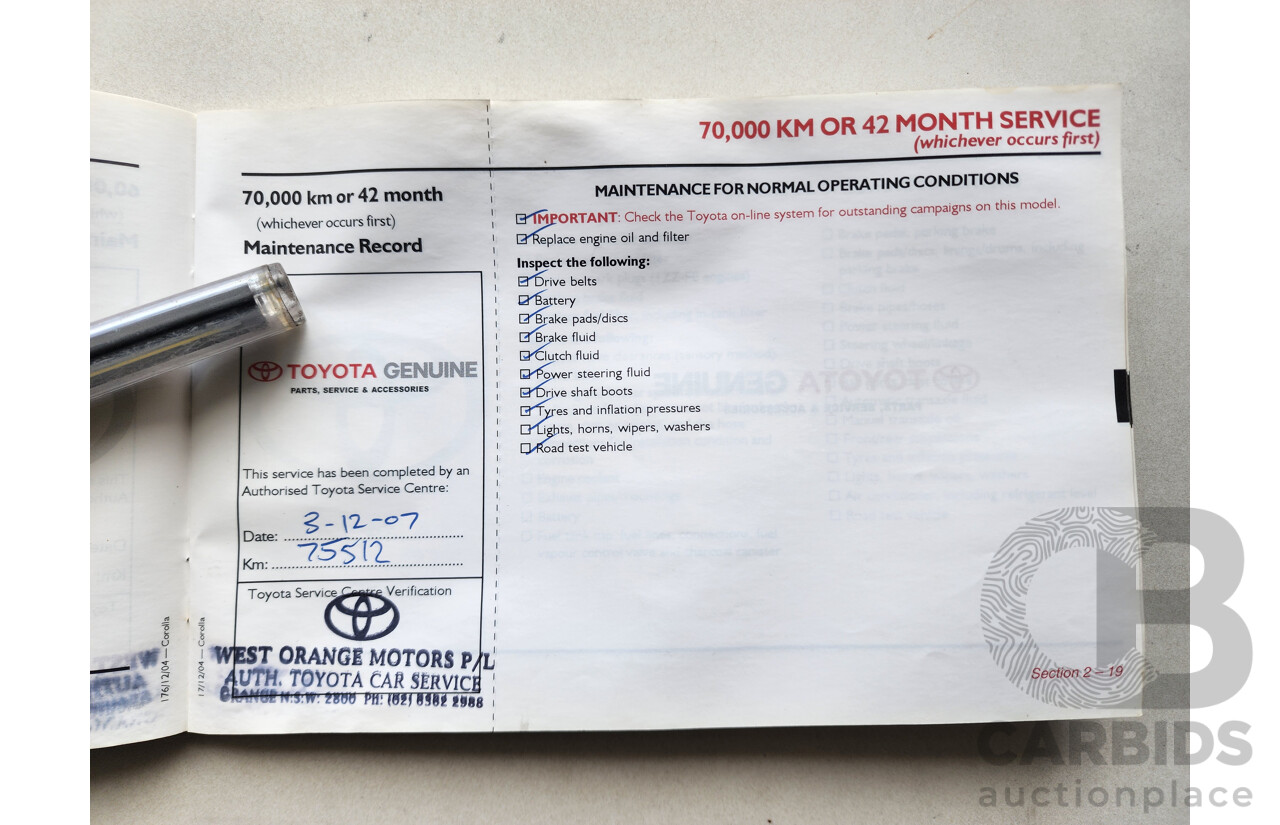 70,000 KM OR 42 MONTH SERVICE
(whichever occurs first)
70,000 km or 42 month
(whichever occurs first)
Maintenance Record
TOYOTA GENUINE
PARTS, SERVICE & ACCESSORIES
This service has been completed by an
Authorised Toyota Service Centre:
Date: 3-12-07
Km: 75512
Toyota Service Centre Verification
WEST ORANGE MOTORS P/L
AUTH. TOYOTA CAR SERVICE
ORANGE N.S.W. 2800 PH: (02) 6362 2988
176/12/04 — Corolla
17/12/04 — Corolla
MAINTENANCE FOR NORMAL OPERATING CONDITIONS
IMPORTANT: Check the Toyota on-line system for outstanding campaigns on this model.
Replace engine oil and filter
Inspect the following:
Drive belts
Battery
Brake pads/discs
Brake fluid
Clutch fluid
Power steering fluid
Drive shaft boots
Tyres and inflation pressures
Lights, horns, wipers, washers
Road test vehicle
Section 2 – 19
CB
CARBIDS
auctionplace